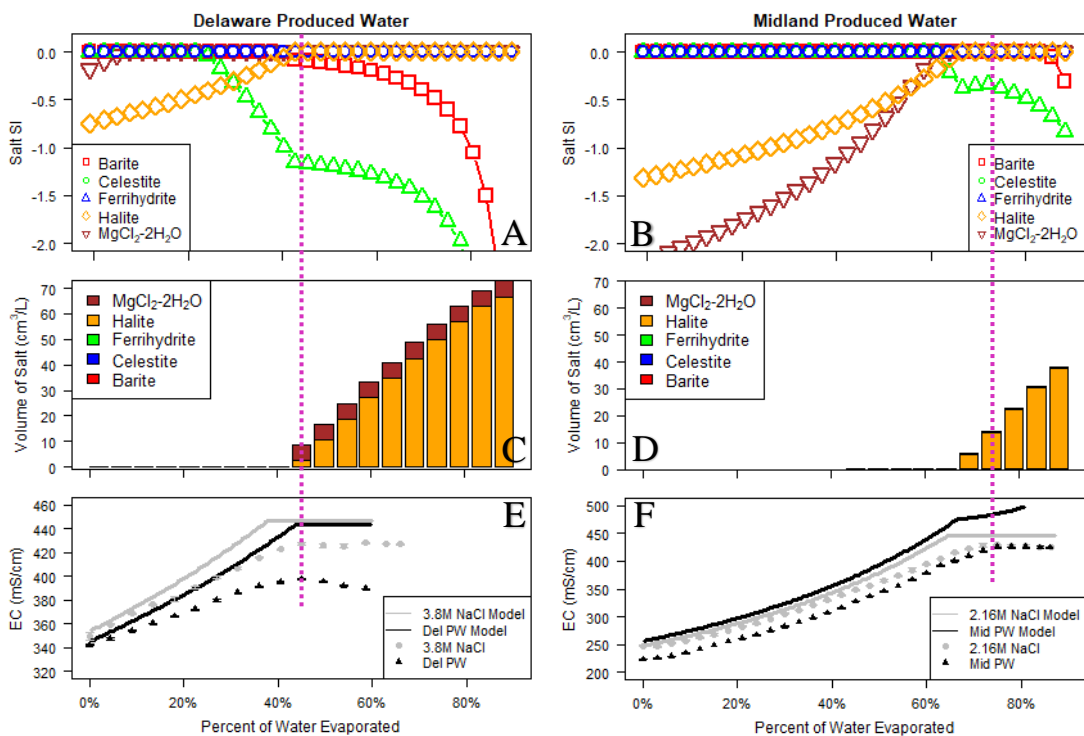 Delaware Produced Water
Midland Produced Water
Salt SI
0.0
-0.5
-1.0
-1.5
-2.0
Barite
Celestite
Ferrihydrite
Halite
MgCl₂-2H₂O
A
Salt SI
0.0
-0.5
-1.0
-1.5
-2.0
Barite
Celestite
Ferrihydrite
Halite
MgCl₂-2H₂O
B
Volume of Salt (cm³/L)
70
60
50
40
30
20
10
0
MgCl₂-2H₂O
Halite
Ferrihydrite
Celestite
Barite
C
Volume of Salt (cm³/L)
70
60
50
40
30
20
10
0
MgCl₂-2H₂O
Halite
Ferrihydrite
Celestite
Barite
D
EC (mS/cm)
460
440
420
400
380
360
340
320
E
3.8M NaCl Model
Del PW Model
3.8M NaCl
Del PW
0% 20% 40% 60% 80%
Percent of Water Evaporated
EC (mS/cm)
500
450
400
350
300
250
200
F
2.16M NaCl Model
Mid PW Model
2.16M NaCl
Mid PW
0% 20% 40% 60% 80%
Percent of Water Evaporated